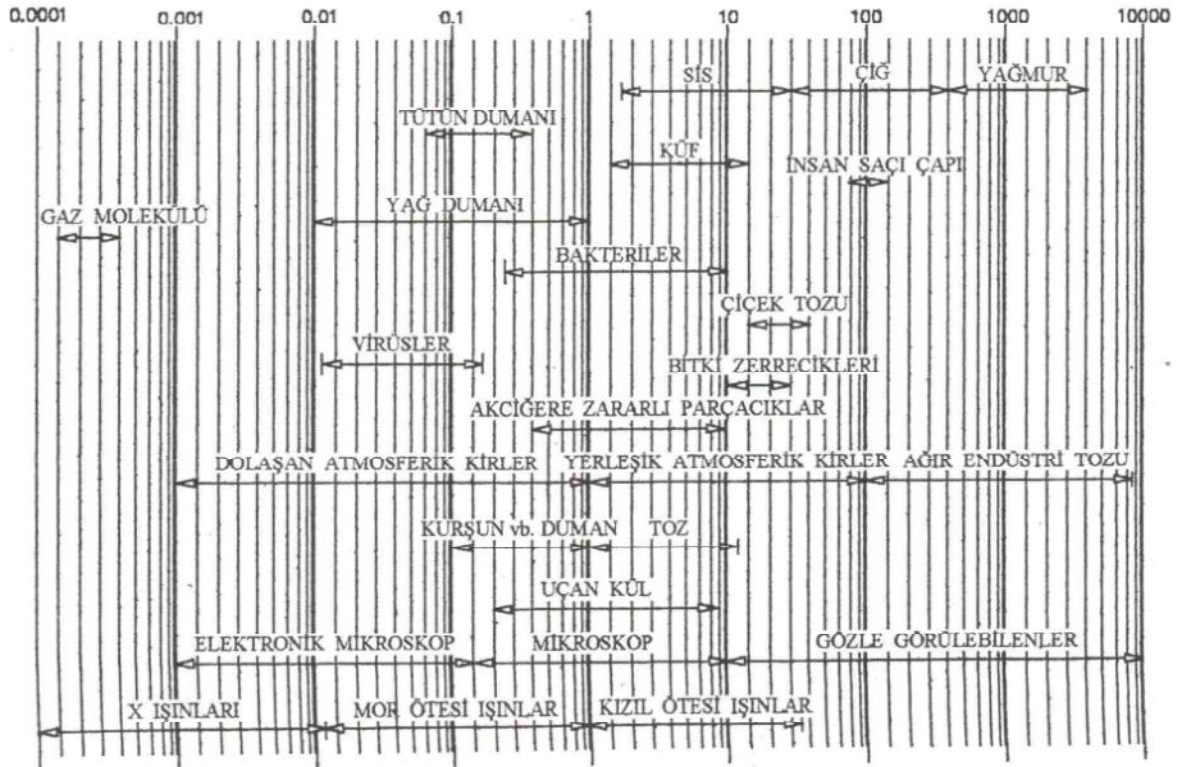 0.0001 0.001 0.01 0.1 1 10 100 1000 10000
SİS ÇİĞ YAĞMUR
TÜTÜN DUMANI
KÜF İNSAN SAÇI ÇAPI
GAZ MOLEKÜLÜ YAĞ DUMANI
BAKTERİLER
ÇİÇEK TOZU
VİRÜSLER
BİTKİ ZERRECİKLERİ
AKCİĞERE ZARARLI PARÇACIKLAR
DOLAŞAN ATMOSFERİK KİRLER YERLEŞİK ATMOSFERİK KİRLER AĞIR ENDÜSTRİ TOZU
KURŞUN vb. DUMAN TOZ
UÇAN KÜL
ELEKTRONİK MİKROSKOP MİKROSKOP GÖZLE GÖRÜLEBİLENLER
X IŞINLARI MOR ÖTESİ IŞINLAR KIZIL ÖTESİ IŞINLAR